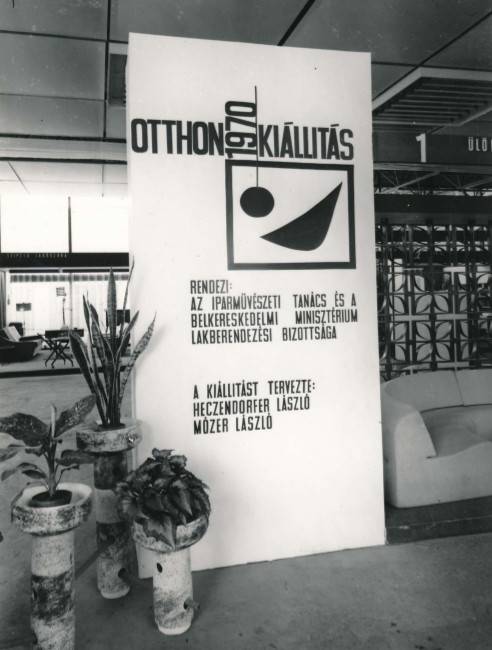 OTTHON 1970 KIÁLLITÁS
RENDEZI:
AZ IPARMŰVÉSZETI TANÁCS ÉS A
BELKERESKEDELMI MINISZTÉRIUM
LAKBERENDEZÉSI BIZOTTSÁGA
A KIÁLLITÁST TERVEZTE:
HECZENDORFER LÁSZLÓ
MÓZER LÁSZLÓ
1